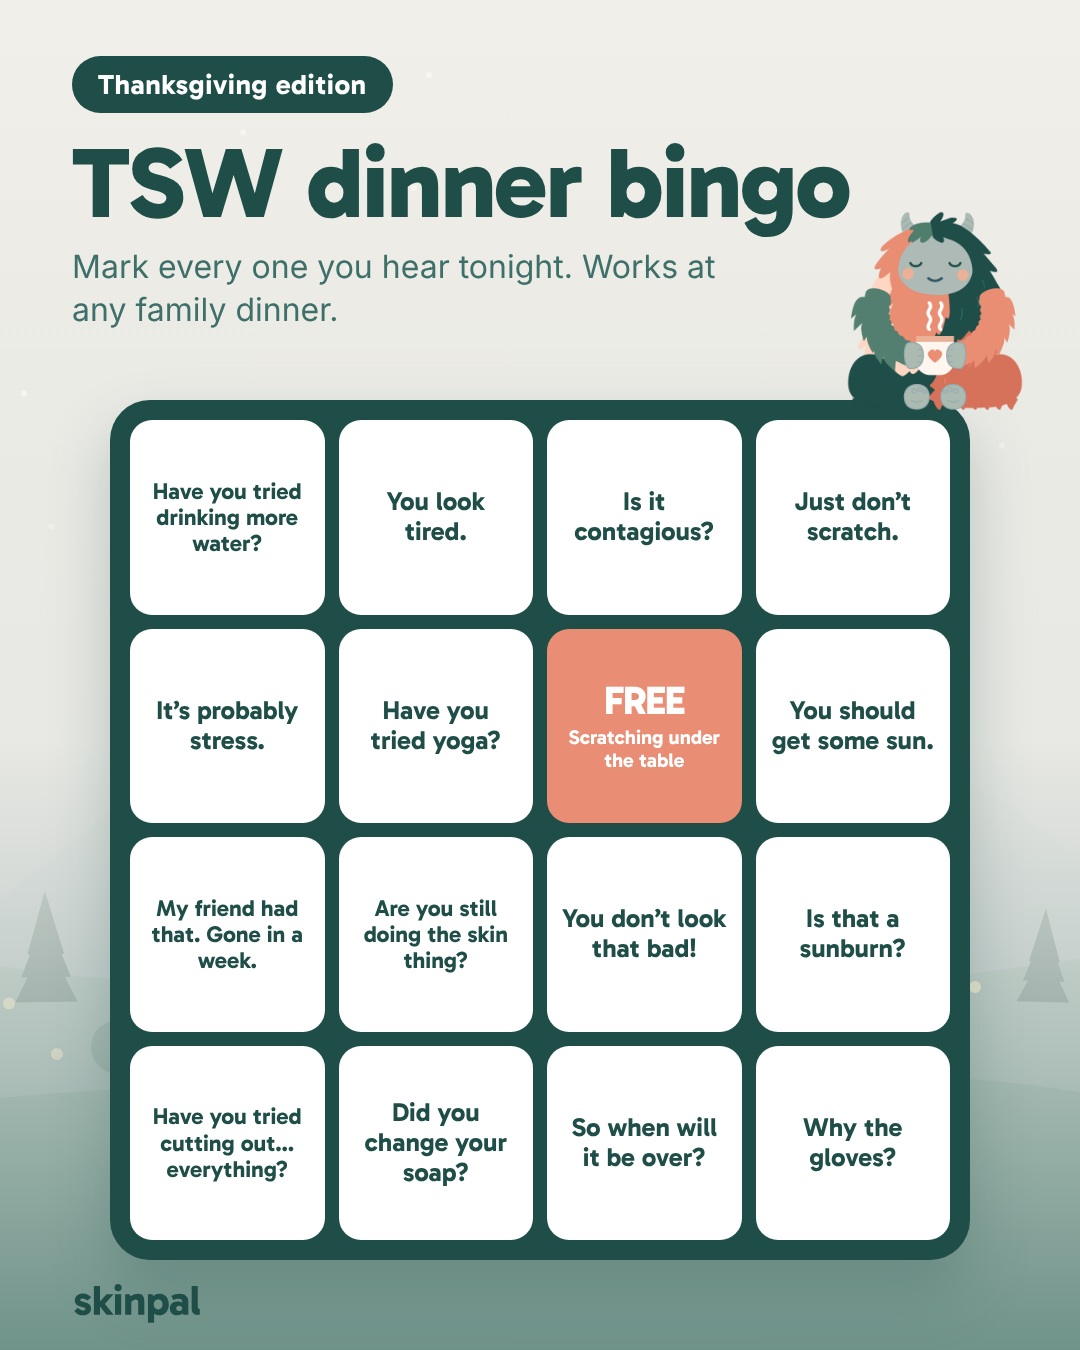 Thanksgiving edition
TSW dinner bingo
Mark every one you hear tonight. Works at
any family dinner.
Have you tried
drinking more
water?
You look
tired.
Is it
contagious?
Just don’t
scratch.
It’s probably
stress.
Have you
tried yoga?
FREE
Scratching under
the table
You should
get some sun.
My friend had
that. Gone in a
week.
Are you still
doing the skin
thing?
You don’t look
that bad!
Is that a
sunburn?
Have you tried
cutting out...
everything?
Did you
change your
soap?
So when will
it be over?
Why the
gloves?
skinpal